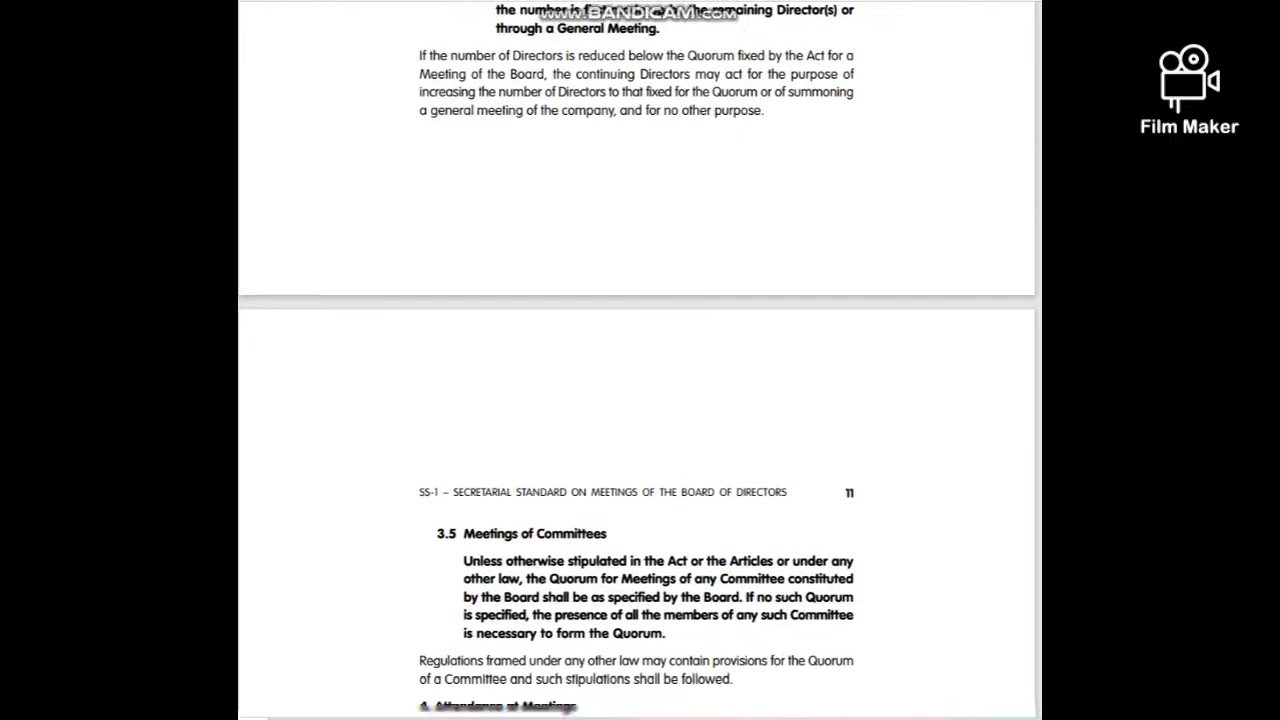 the number is
www.BANDICAM.com
the remaining Director(s) or
through a General Meeting.
If the number of Directors is reduced below the Quorum fixed by the Act for a
Meeting of the Board, the continuing Directors may act for the purpose of
increasing the number of Directors to that fixed for the Quorum or of summoning
a general meeting of the company, and for no other purpose.
Film Maker
SS-1 – SECRETARIAL STANDARD ON MEETINGS OF THE BOARD OF DIRECTORS 11
3.5 Meetings of Committees
Unless otherwise stipulated in the Act or the Articles or under any
other law, the Quorum for Meetings of any Committee constituted
by the Board shall be as specified by the Board. If no such Quorum
is specified, the presence of all the members of any such Committee
is necessary to form the Quorum.
Regulations framed under any other law may contain provisions for the Quorum
of a Committee and such stipulations shall be followed.
4. Attendance at Meetings